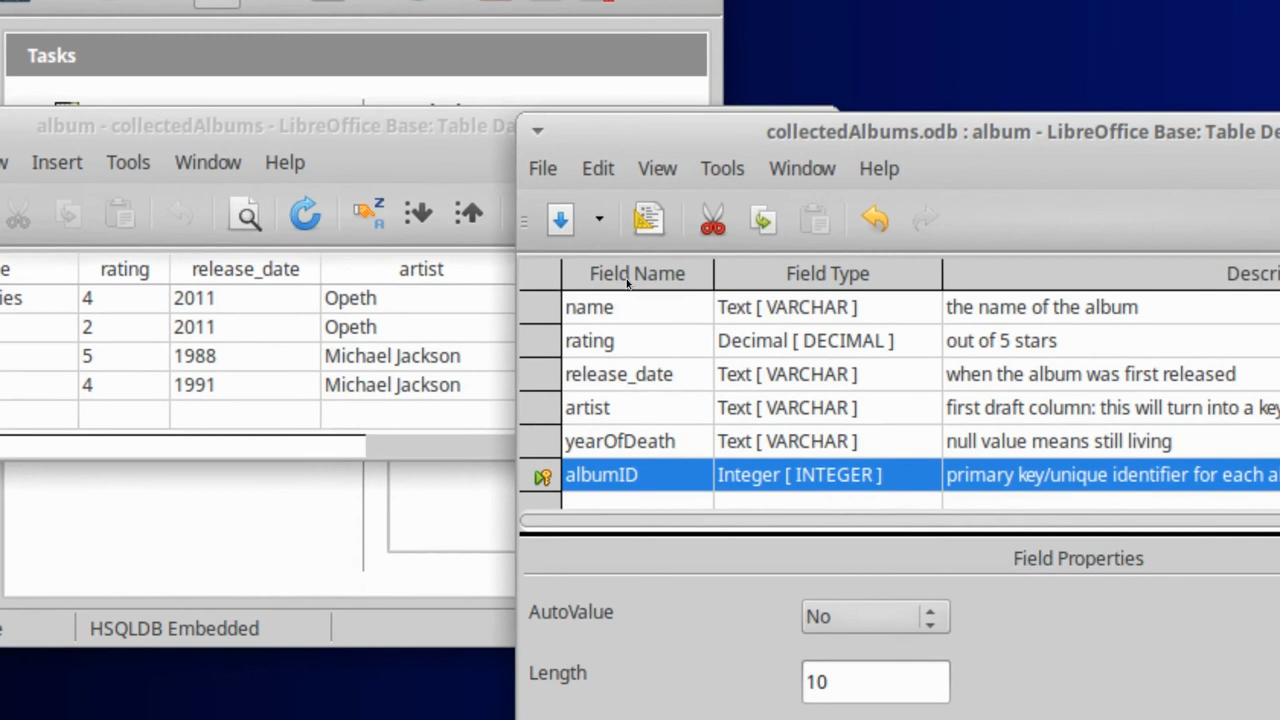 Tasks
album - collectedAlbums - LibreOffice Base: Table Da
Insert Tools Window Help
rating release_date artist
ies 4 2011 Opeth
2 2011 Opeth
5 1988 Michael Jackson
4 1991 Michael Jackson
HSQLDB Embedded
collectedAlbums.odb : album - LibreOffice Base: Table De
File Edit View Tools Window Help
Field Name Field Type Descri
name Text [ VARCHAR ] the name of the album
rating Decimal [ DECIMAL ] out of 5 stars
release_date Text [ VARCHAR ] when the album was first released
artist Text [ VARCHAR ] first draft column: this will turn into a key
yearOfDeath Text [ VARCHAR ] null value means still living
albumID Integer [ INTEGER ] primary key/unique identifier for each a
Field Properties
AutoValue No
Length 10